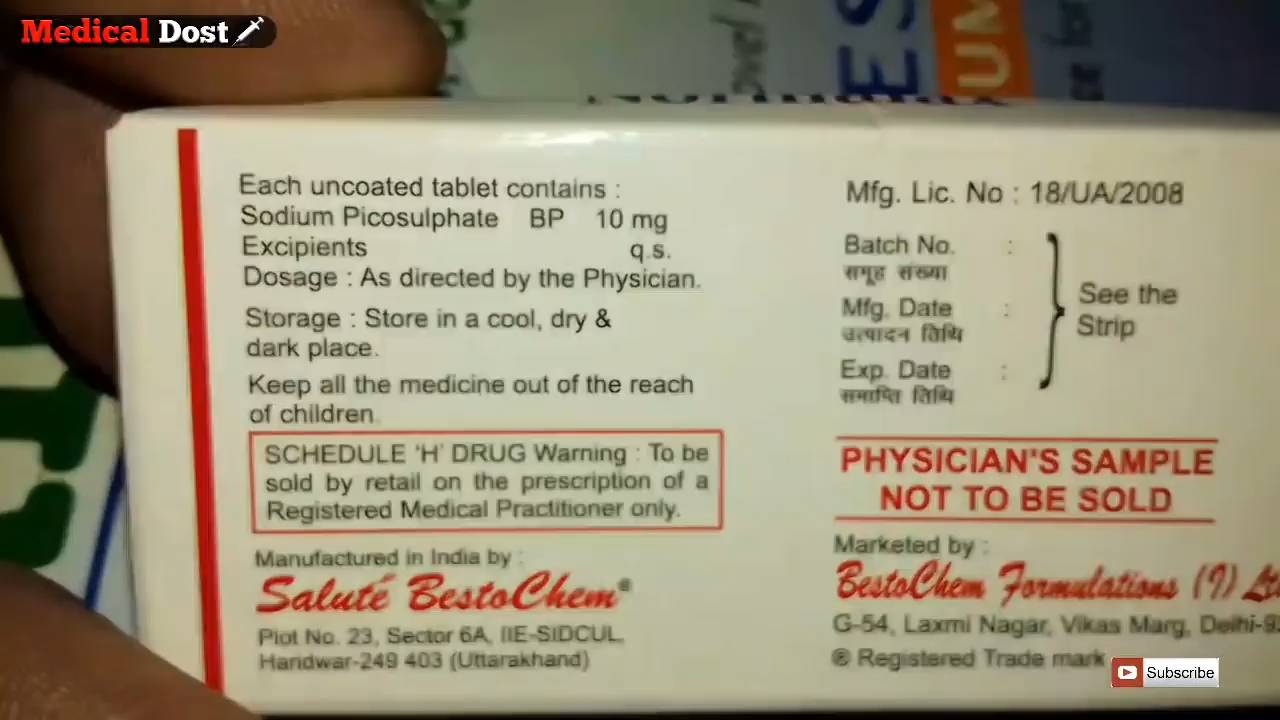 Medical Dost
ES
UM
Each uncoated tablet contains :
Sodium Picosulphate BP 10 mg
Excipients q.s.
Dosage : As directed by the Physician.
Storage : Store in a cool, dry &
dark place.
Keep all the medicine out of the reach
of children.
SCHEDULE 'H' DRUG Warning : To be
sold by retail on the prescription of a
Registered Medical Practitioner only.
Manufactured in India by :
Saluté BestoChem®
Plot No. 23, Sector 6A, IIE-SIDCUL,
Haridwar-249 403 (Uttarakhand)
Mfg. Lic. No : 18/UA/2008
Batch No. :
समूह संख्या
Mfg. Date :
उत्पादन तिथि
Exp. Date :
समाप्ति तिथि
See the
Strip
PHYSICIAN'S SAMPLE
NOT TO BE SOLD
Marketed by :
BestoChem Formulations (I)
G-54, Laxmi Nagar, Vikas Marg, Delhi-9
® Registered Trade mark
Subscribe